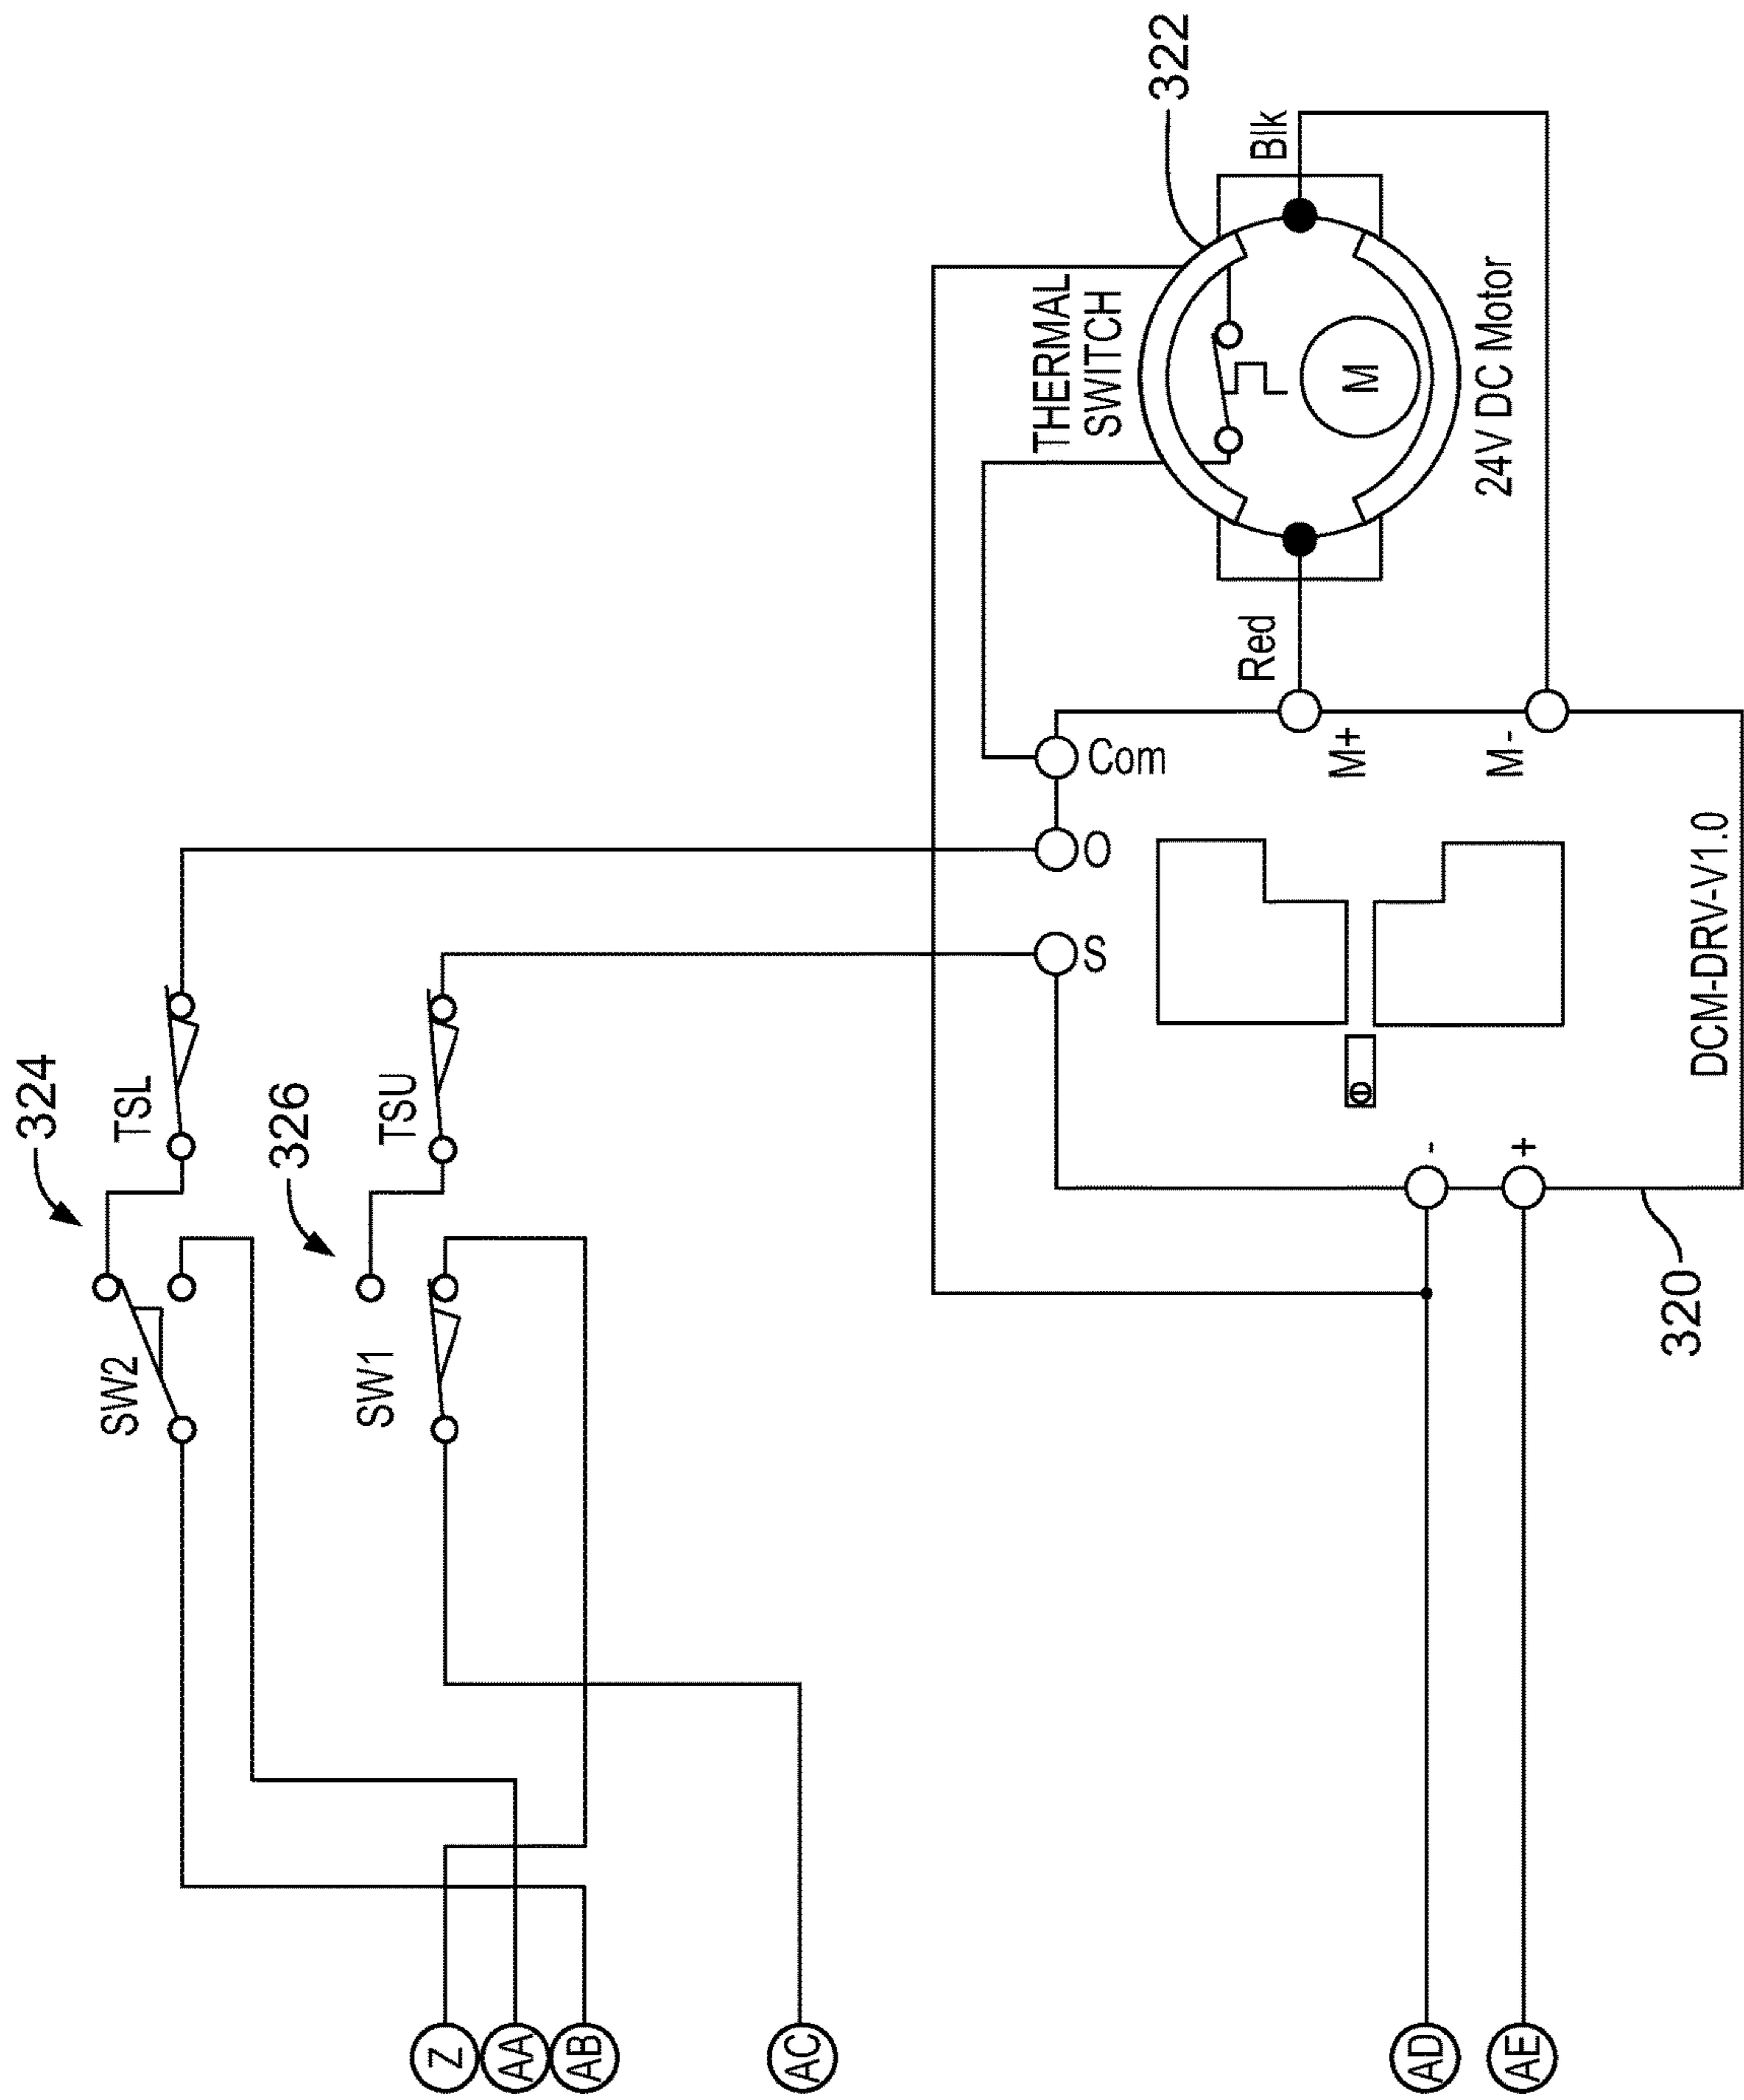 324
TSL
SW2
326
TSU
SW1
Z
AA
AB
AC
AD
AE
THERMAL
SWITCH
322
Blk
M
24V DC Motor
Red
Com
O
S
M+
M-
-
+
DCM-DRV-V1.0
320